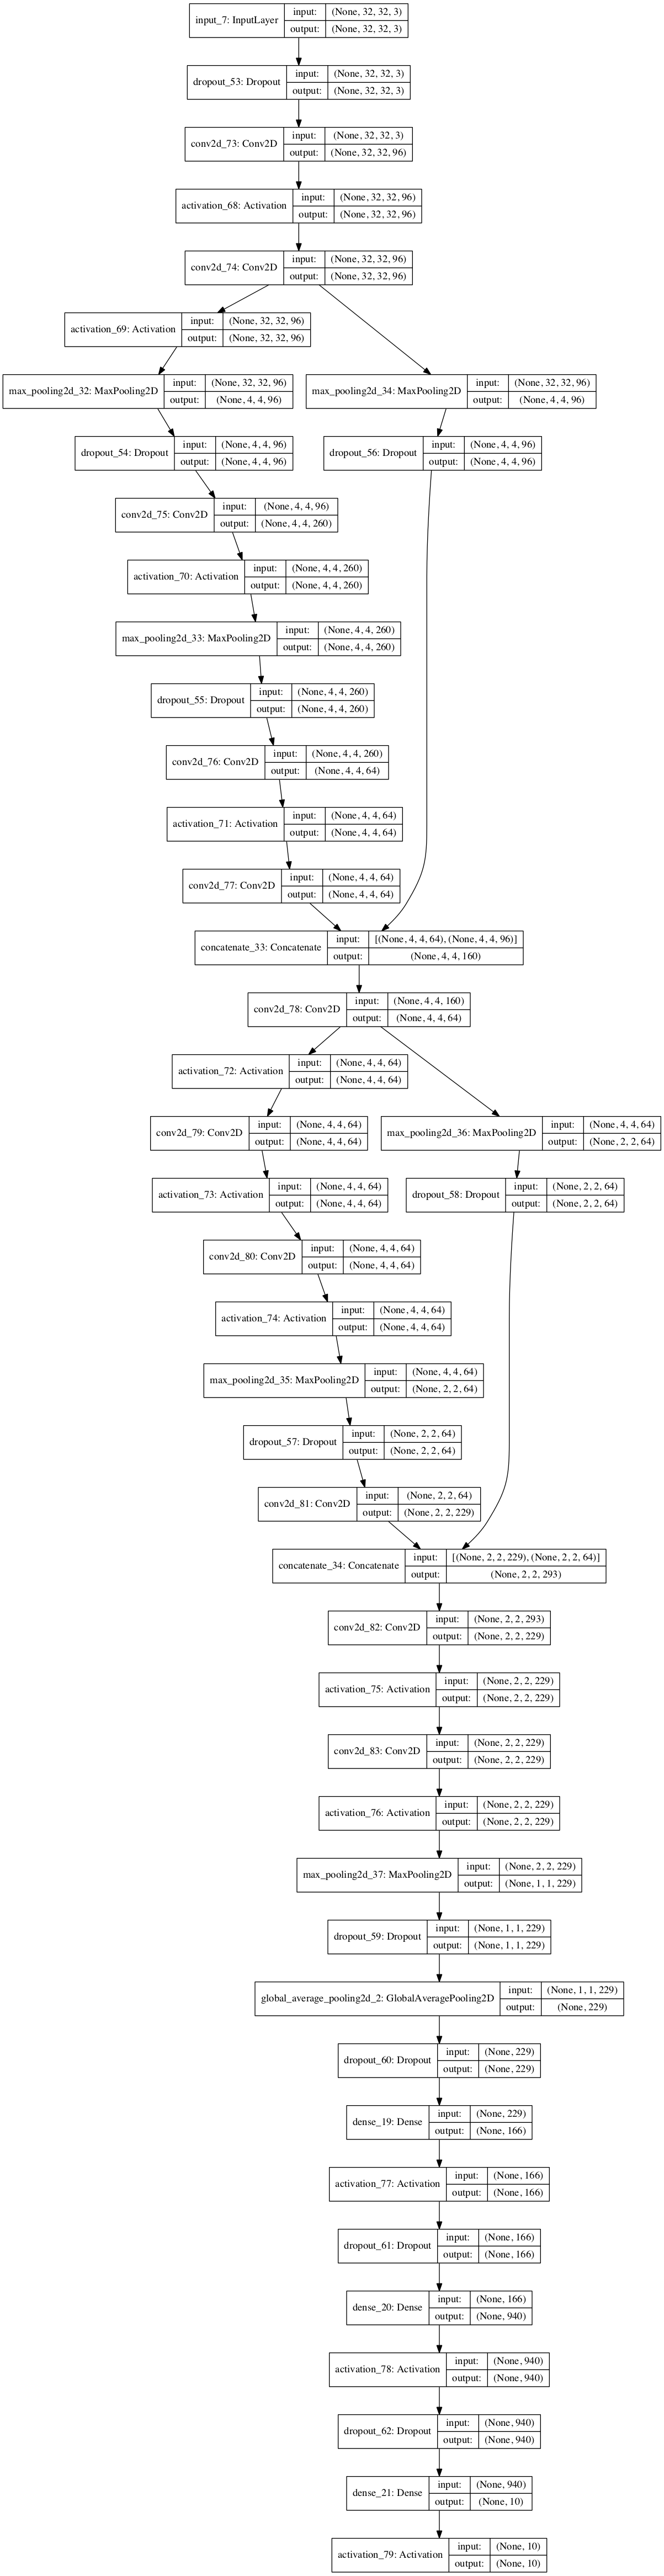 input_7: InputLayer
input: (None, 32, 32, 3)
output: (None, 32, 32, 3)
dropout_53: Dropout
input: (None, 32, 32, 3)
output: (None, 32, 32, 3)
conv2d_73: Conv2D
input: (None, 32, 32, 3)
output: (None, 32, 32, 96)
activation_68: Activation
input: (None, 32, 32, 96)
output: (None, 32, 32, 96)
conv2d_74: Conv2D
input: (None, 32, 32, 96)
output: (None, 32, 32, 96)
activation_69: Activation
input: (None, 32, 32, 96)
output: (None, 32, 32, 96)
max_pooling2d_32: MaxPooling2D
input: (None, 32, 32, 96)
output: (None, 4, 4, 96)
max_pooling2d_34: MaxPooling2D
input: (None, 32, 32, 96)
output: (None, 4, 4, 96)
dropout_54: Dropout
input: (None, 4, 4, 96)
output: (None, 4, 4, 96)
dropout_56: Dropout
input: (None, 4, 4, 96)
output: (None, 4, 4, 96)
conv2d_75: Conv2D
input: (None, 4, 4, 96)
output: (None, 4, 4, 260)
activation_70: Activation
input: (None, 4, 4, 260)
output: (None, 4, 4, 260)
max_pooling2d_33: MaxPooling2D
input: (None, 4, 4, 260)
output: (None, 4, 4, 260)
dropout_55: Dropout
input: (None, 4, 4, 260)
output: (None, 4, 4, 260)
conv2d_76: Conv2D
input: (None, 4, 4, 260)
output: (None, 4, 4, 64)
activation_71: Activation
input: (None, 4, 4, 64)
output: (None, 4, 4, 64)
conv2d_77: Conv2D
input: (None, 4, 4, 64)
output: (None, 4, 4, 64)
concatenate_33: Concatenate
input: [(None, 4, 4, 64), (None, 4, 4, 96)]
output: (None, 4, 4, 160)
conv2d_78: Conv2D
input: (None, 4, 4, 160)
output: (None, 4, 4, 64)
activation_72: Activation
input: (None, 4, 4, 64)
output: (None, 4, 4, 64)
conv2d_79: Conv2D
input: (None, 4, 4, 64)
output: (None, 4, 4, 64)
max_pooling2d_36: MaxPooling2D
input: (None, 4, 4, 64)
output: (None, 2, 2, 64)
activation_73: Activation
input: (None, 4, 4, 64)
output: (None, 4, 4, 64)
dropout_58: Dropout
input: (None, 2, 2, 64)
output: (None, 2, 2, 64)
conv2d_80: Conv2D
input: (None, 4, 4, 64)
output: (None, 4, 4, 64)
activation_74: Activation
input: (None, 4, 4, 64)
output: (None, 4, 4, 64)
max_pooling2d_35: MaxPooling2D
input: (None, 4, 4, 64)
output: (None, 2, 2, 64)
dropout_57: Dropout
input: (None, 2, 2, 64)
output: (None, 2, 2, 64)
conv2d_81: Conv2D
input: (None, 2, 2, 64)
output: (None, 2, 2, 229)
concatenate_34: Concatenate
input: [(None, 2, 2, 229), (None, 2, 2, 64)]
output: (None, 2, 2, 293)
conv2d_82: Conv2D
input: (None, 2, 2, 293)
output: (None, 2, 2, 229)
activation_75: Activation
input: (None, 2, 2, 229)
output: (None, 2, 2, 229)
conv2d_83: Conv2D
input: (None, 2, 2, 229)
output: (None, 2, 2, 229)
activation_76: Activation
input: (None, 2, 2, 229)
output: (None, 2, 2, 229)
max_pooling2d_37: MaxPooling2D
input: (None, 2, 2, 229)
output: (None, 1, 1, 229)
dropout_59: Dropout
input: (None, 1, 1, 229)
output: (None, 1, 1, 229)
global_average_pooling2d_2: GlobalAveragePooling2D
input: (None, 1, 1, 229)
output: (None, 229)
dropout_60: Dropout
input: (None, 229)
output: (None, 229)
dense_19: Dense
input: (None, 229)
output: (None, 166)
activation_77: Activation
input: (None, 166)
output: (None, 166)
dropout_61: Dropout
input: (None, 166)
output: (None, 166)
dense_20: Dense
input: (None, 166)
output: (None, 940)
activation_78: Activation
input: (None, 940)
output: (None, 940)
dropout_62: Dropout
input: (None, 940)
output: (None, 940)
dense_21: Dense
input: (None, 940)
output: (None, 10)
activation_79: Activation
input: (None, 10)
output: (None, 10)